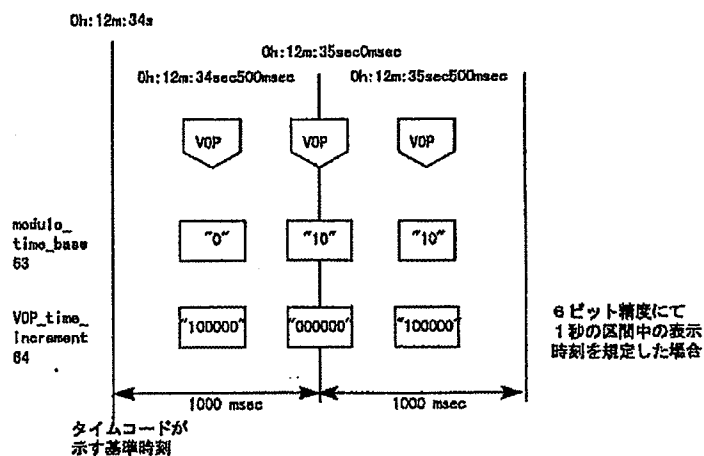 0h:12m:34s
0h:12m:35sec0msec
0h:12m:34sec500msec
0h:12m:35sec500msec
VOP
VOP
VOP
modulo_
time_base
63
"0"
"10"
"10"
VOP_time_
increment
64
"100000"
"000000"
"100000"
6ビット精度にて
1秒の区間中の表示
時刻を規定した場合
1000 msec
1000 msec
タイムコードが
示す基準時刻